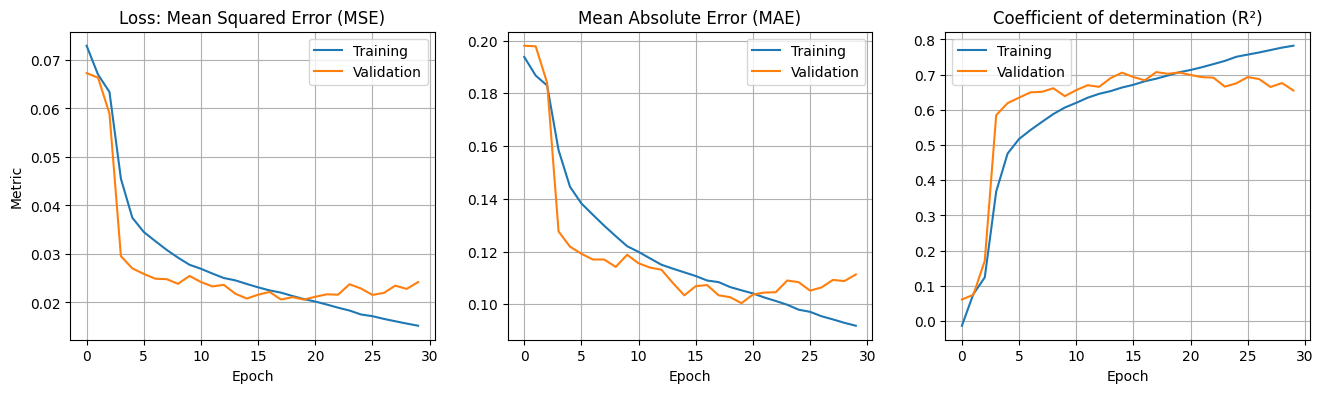 Loss: Mean Squared Error (MSE)
Training
Validation
0.07
0.06
0.05
0.04
0.03
0.02
Metric
0 5 10 15 20 25 30
Epoch
Mean Absolute Error (MAE)
Training
Validation
0.20
0.18
0.16
0.14
0.12
0.10
0 5 10 15 20 25 30
Epoch
Coefficient of determination (R²)
Training
Validation
0.8
0.7
0.6
0.5
0.4
0.3
0.2
0.1
0.0
0 5 10 15 20 25 30
Epoch